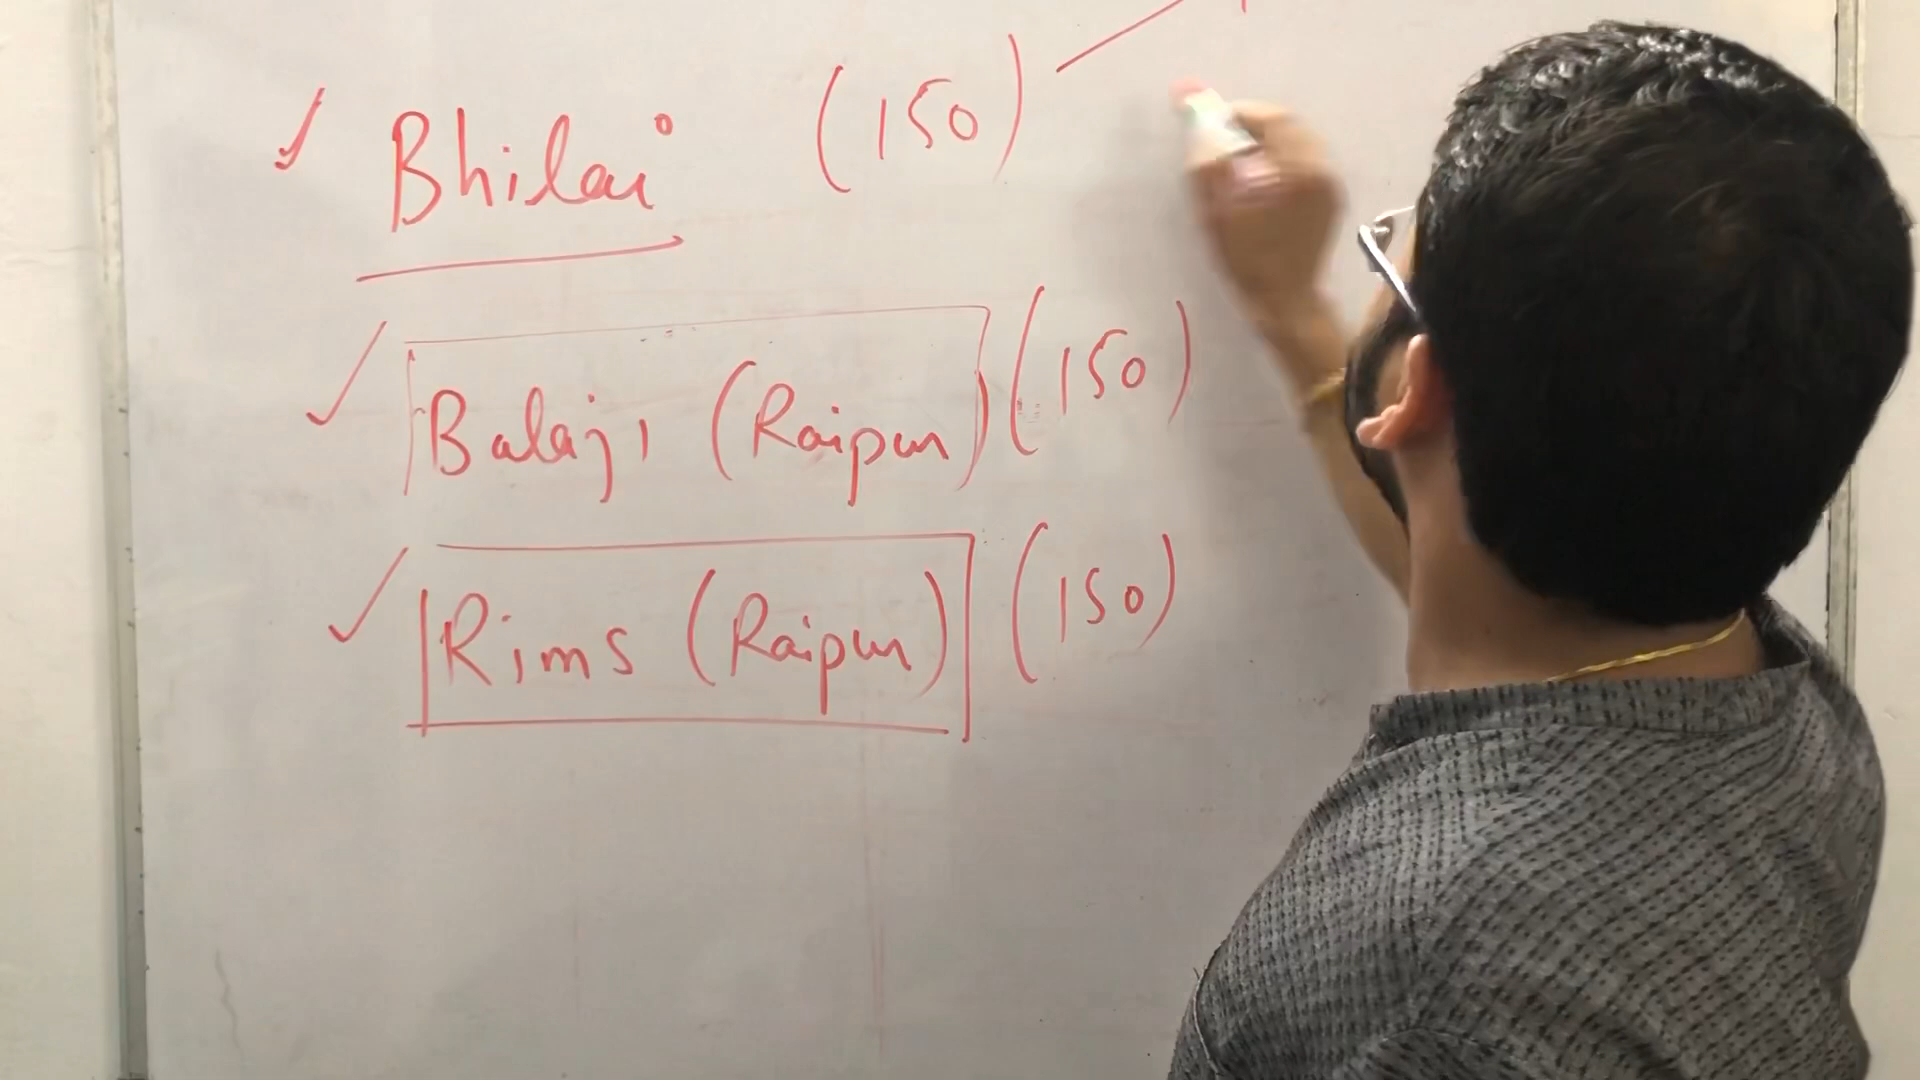 ✓ Bhilai (150)
✓ Balaji (Raipur) (150)
✓ Rims (Raipur) (150)